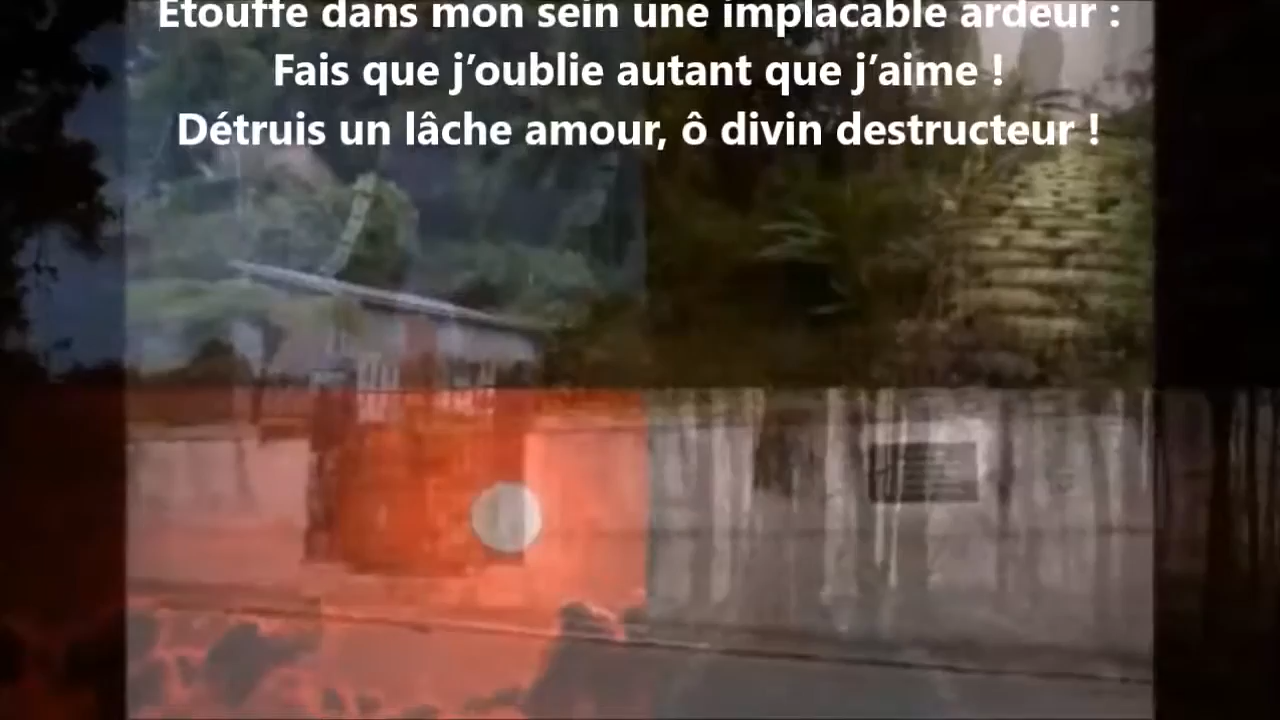 Étouffe dans mon sein une implacable ardeur :
Fais que j’oublie autant que j’aime !
Détruis un lâche amour, ô divin destructeur !